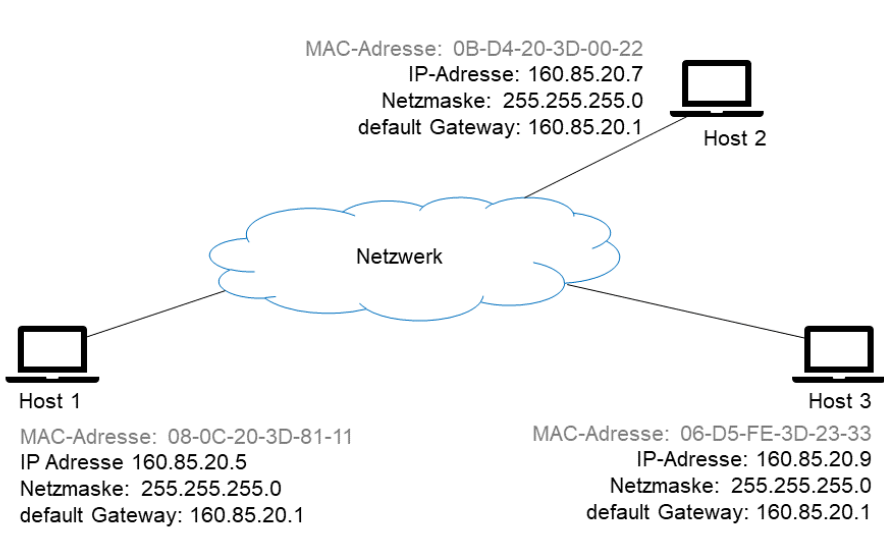 MAC-Adresse: 0B-D4-20-3D-00-22
IP-Adresse: 160.85.20.7
Netzmaske: 255.255.255.0
default Gateway: 160.85.20.1
Host 2
Netzwerk
Host 1
MAC-Adresse: 08-0C-20-3D-81-11
IP Adresse 160.85.20.5
Netzmaske: 255.255.255.0
default Gateway: 160.85.20.1
Host 3
MAC-Adresse: 06-D5-FE-3D-23-33
IP-Adresse: 160.85.20.9
Netzmaske: 255.255.255.0
default Gateway: 160.85.20.1